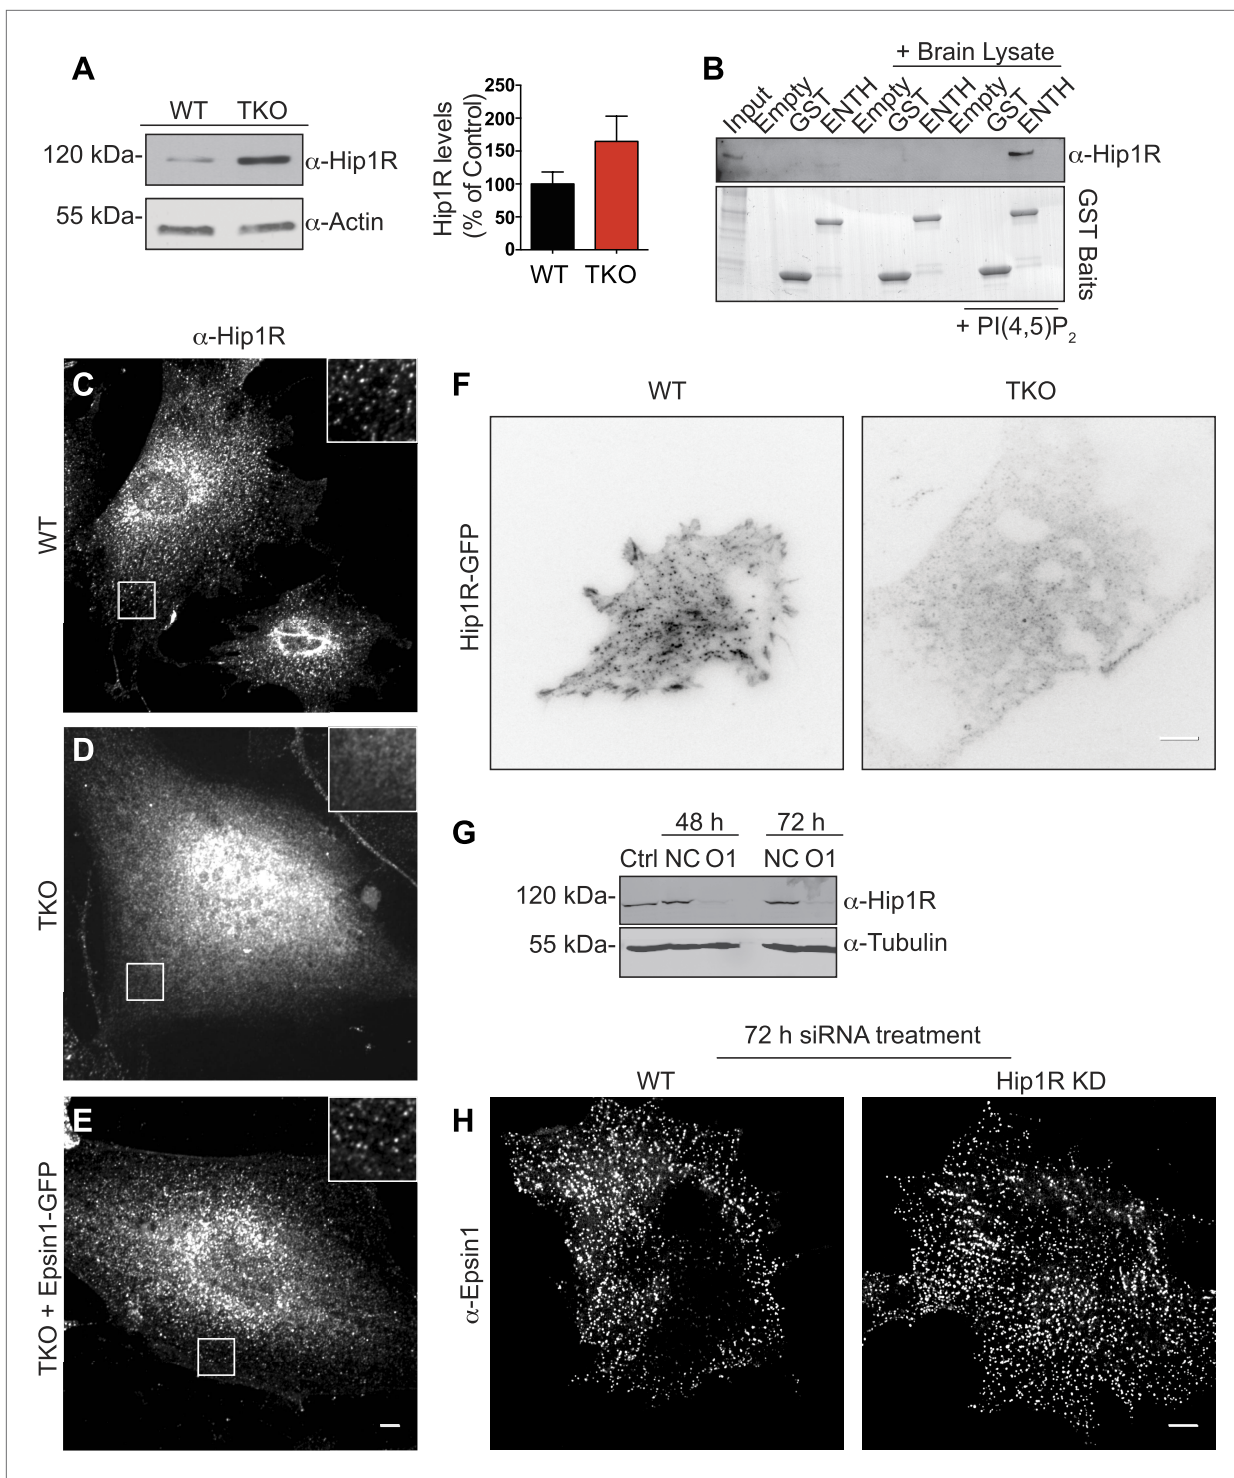 A
WT TKO
120 kDa-
α-Hip1R
55 kDa-
α-Actin
Hip1R levels
(% of Control)
250
200
150
100
50
0
WT TKO
B
+ Brain Lysate
Input Empty GST ENTH Empty GST ENTH Empty GST ENTH
α-Hip1R
GST Baits
+ PI(4,5)P2
α-Hip1R
C
WT
D
TKO
E
TKO + Epsin1-GFP
F
WT TKO
Hip1R-GFP
G
48 h 72 h
Ctrl NC O1 NC O1
120 kDa-
α-Hip1R
55 kDa-
α-Tubulin
72 h siRNA treatment
WT Hip1R KD
H
α-Epsin1